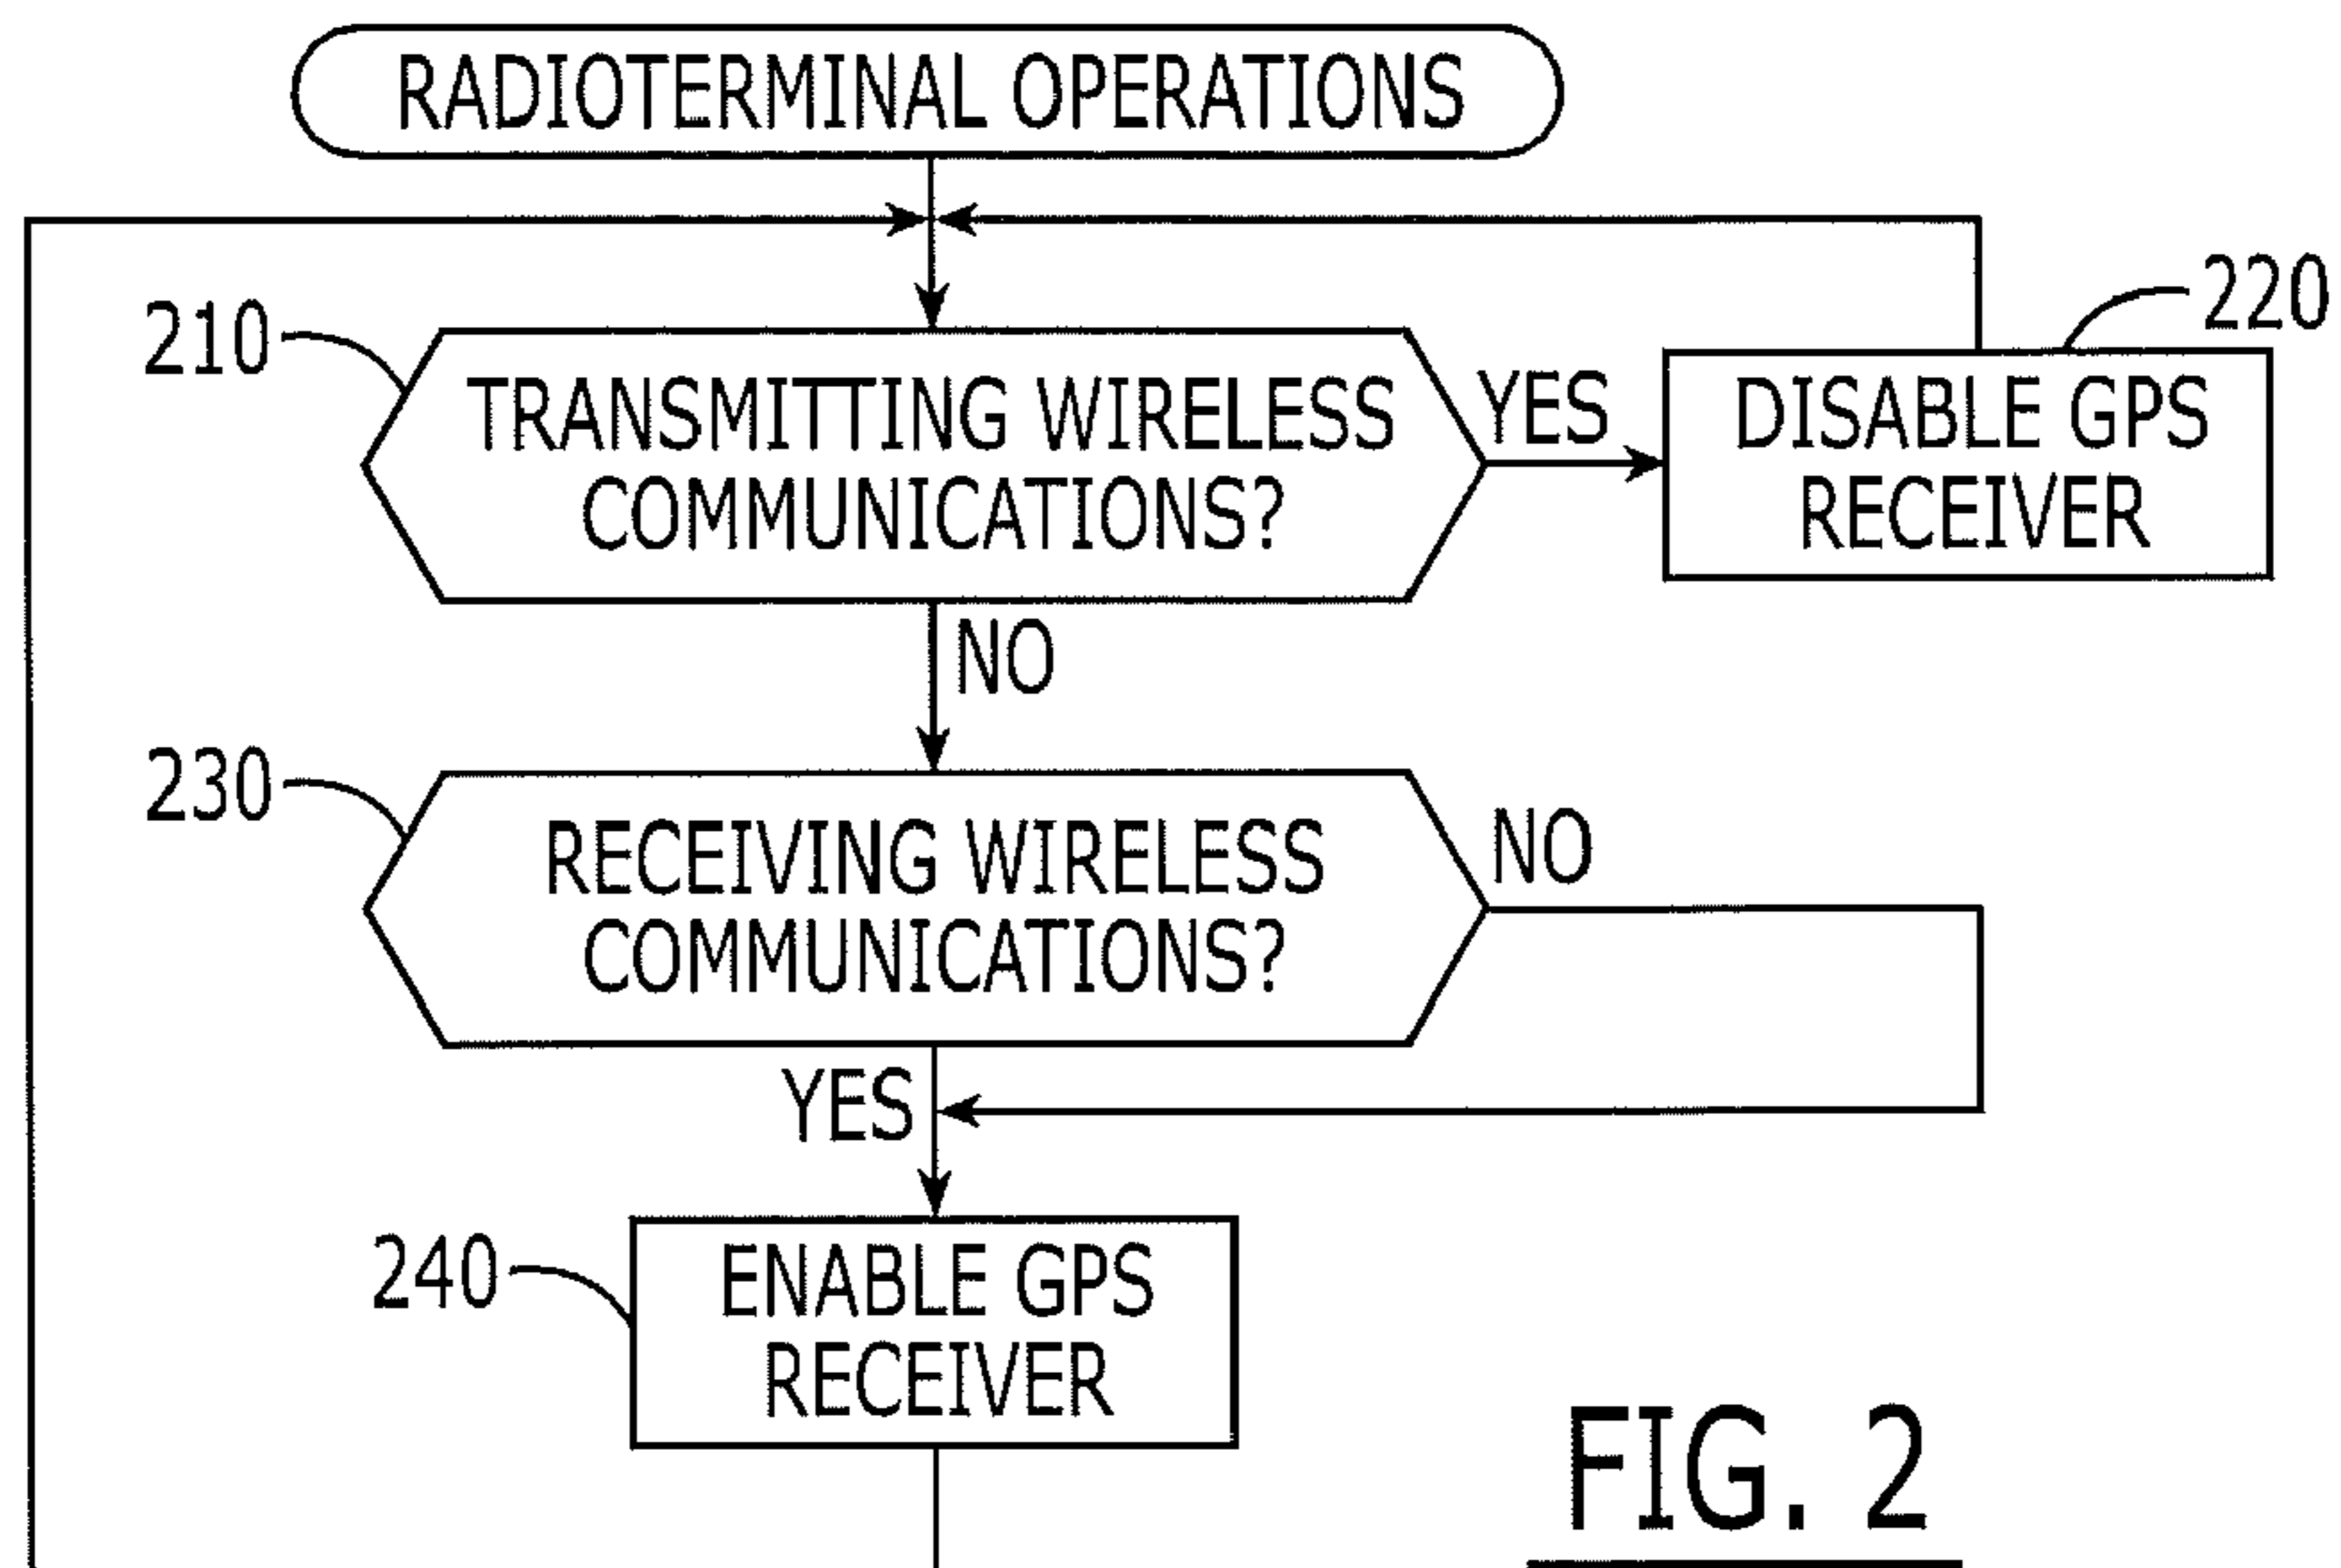 RADIOTERMINAL OPERATIONS
210
TRANSMITTING WIRELESS
COMMUNICATIONS?
YES
220
DISABLE GPS
RECEIVER
NO
230
RECEIVING WIRELESS
COMMUNICATIONS?
NO
YES
240
ENABLE GPS
RECEIVER
FIG. 2